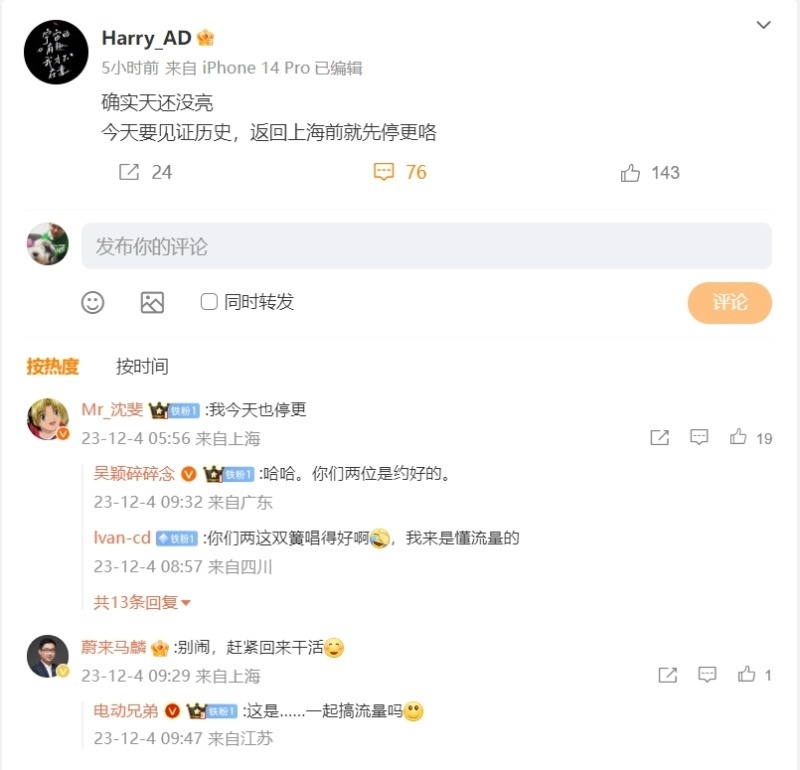 Harry_AD
5小时前 来自 iPhone 14 Pro 已编辑
确实天还没亮
今天要见证历史，返回上海前就先停更咯
24 76 143
发布你的评论
同时转发 评论
按热度 按时间
Mr_沈斐 铁粉1 :我今天也停更
23-12-4 05:56 来自上海 19
吴颖碎碎念 铁粉1 :哈哈。你们两位是约好的。
23-12-4 09:32 来自广东
lvan-cd 铁粉1 :你们两这双簧唱得好啊，我来是懂流量的
23-12-4 08:57 来自四川
共13条回复
蔚来马麟 :别闹，赶紧回来干活
23-12-4 09:29 来自上海 1
电动兄弟 铁粉1 :这是......一起搞流量吗
23-12-4 09:47 来自江苏